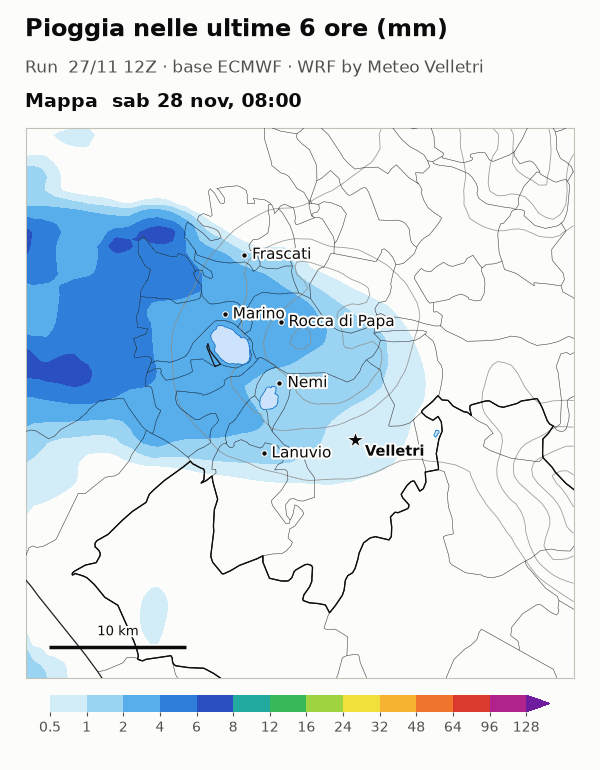 Pioggia nelle ultime 6 ore (mm)
Run  27/11 12Z · base ECMWF · WRF by Meteo Velletri
Mappa  sab 28 nov, 08:00
Frascati
Marino
Rocca di Papa
Nemi
Lanuvio
Velletri
10 km
0.5 1 2 4 6 8 12 16 24 32 48 64 96 128